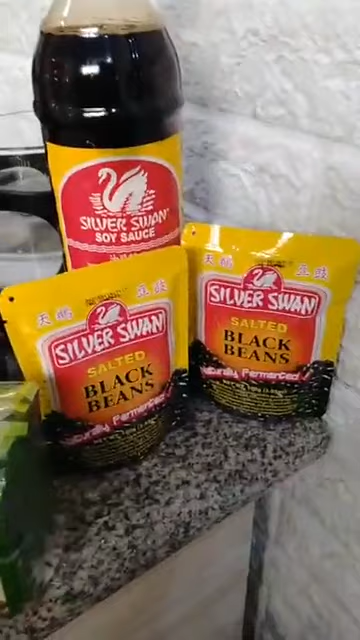 SILVER SWAN
SOY SAUCE
天鵝 豆豉
SILVER SWAN
SALTED
BLACK
BEANS
Naturally Fermented
天鵝 豆豉
SILVER SWAN
SALTED
BLACK
BEANS
Naturally Fermented